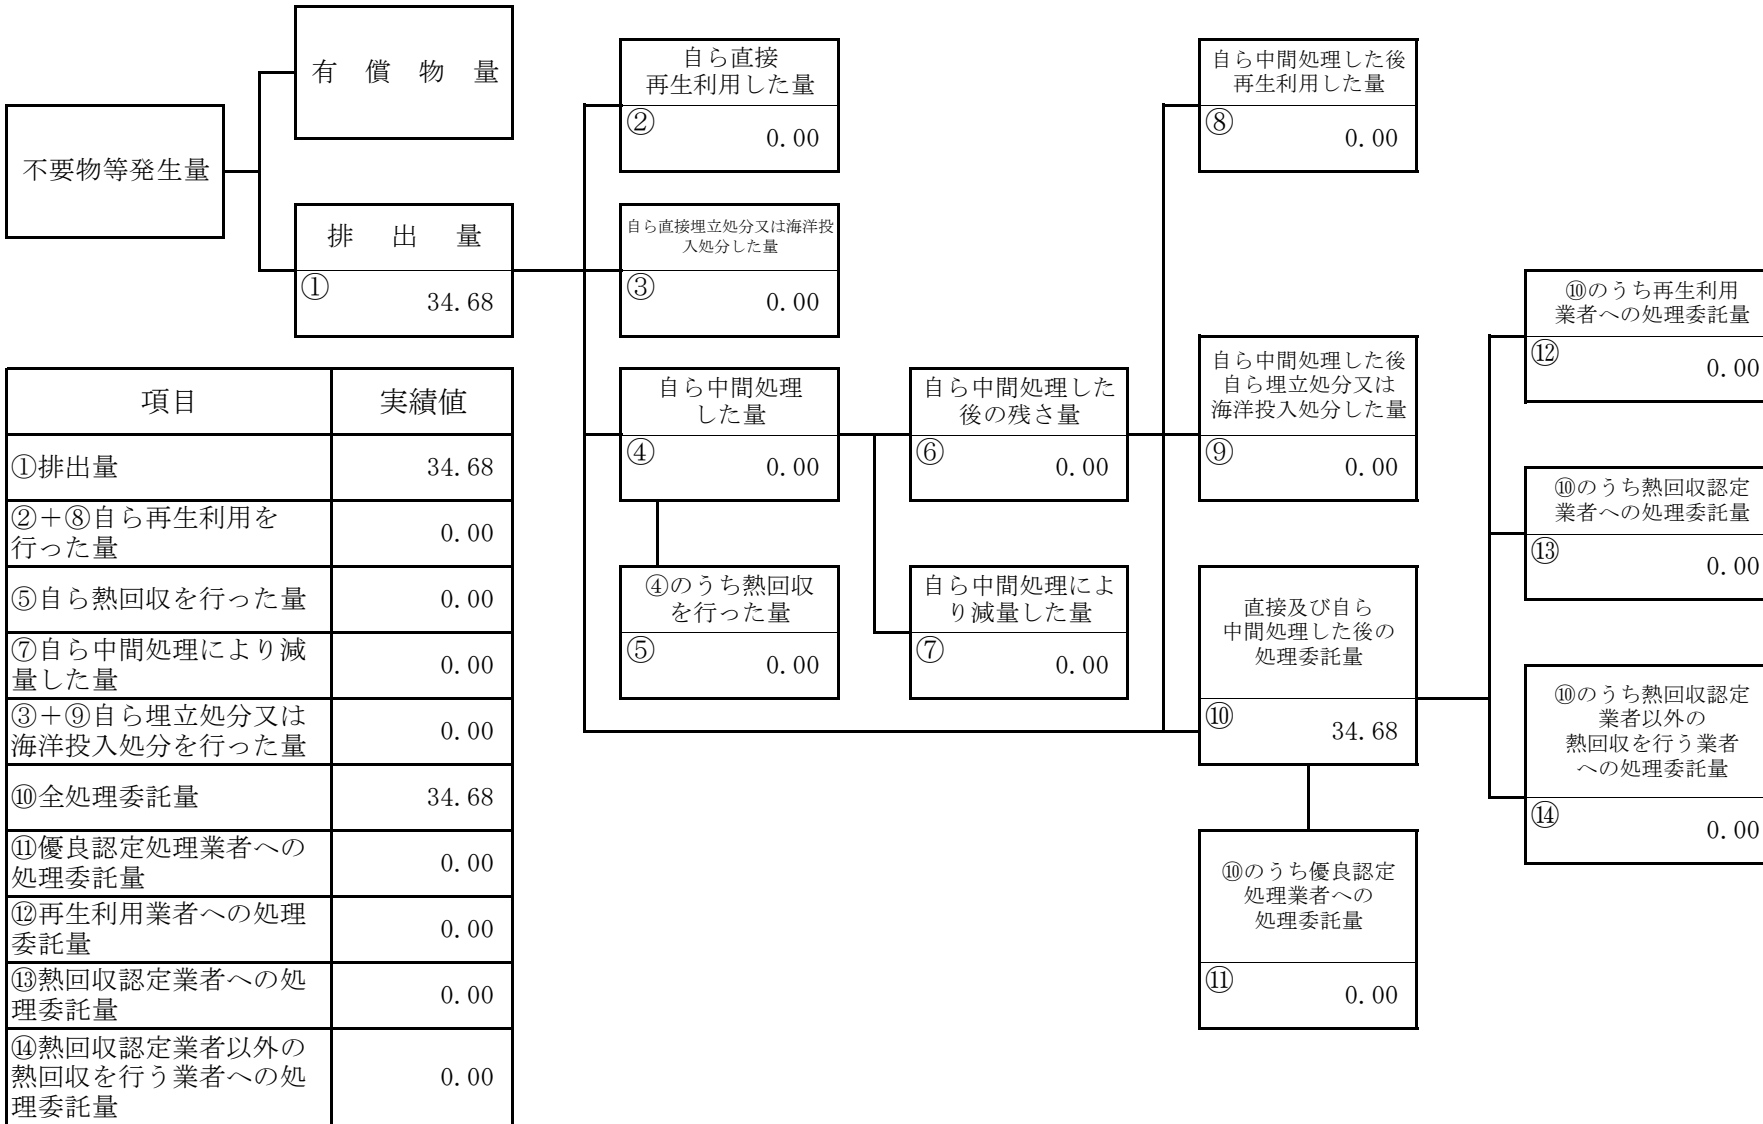 不要物等発生量
有償物量
排出量
①
34.68
自ら直接
再生利用した量
②
0.00
自ら直接埋立処分又は海洋投
入処分した量
③
0.00
自ら中間処理
した量
④
0.00
④のうち熱回収
を行った量
⑤
0.00
自ら中間処理した
後の残さ量
⑥
0.00
自ら中間処理によ
り減量した量
⑦
0.00
自ら中間処理した後
再生利用した量
⑧
0.00
自ら中間処理した後
自ら埋立処分又は
海洋投入処分した量
⑨
0.00
直接及び自ら
中間処理した後の
処理委託量
⑩
34.68
⑩のうち優良認定
処理業者への
処理委託量
⑪
0.00
⑩のうち再生利用
業者への処理委託量
⑫
0.00
⑩のうち熱回収認定
業者への処理委託量
⑬
0.00
⑩のうち熱回収認定
業者以外の
熱回収を行う業者
への処理委託量
⑭
0.00
項目 実績値
①排出量 34.68
②＋⑧自ら再生利用を
行った量 0.00
⑤自ら熱回収を行った量 0.00
⑦自ら中間処理により減
量した量 0.00
③＋⑨自ら埋立処分又は
海洋投入処分を行った量 0.00
⑩全処理委託量 34.68
⑪優良認定処理業者への
処理委託量 0.00
⑫再生利用業者への処理
委託量 0.00
⑬熱回収認定業者への処
理委託量 0.00
⑭熱回収認定業者以外の
熱回収を行う業者への処
理委託量 0.00